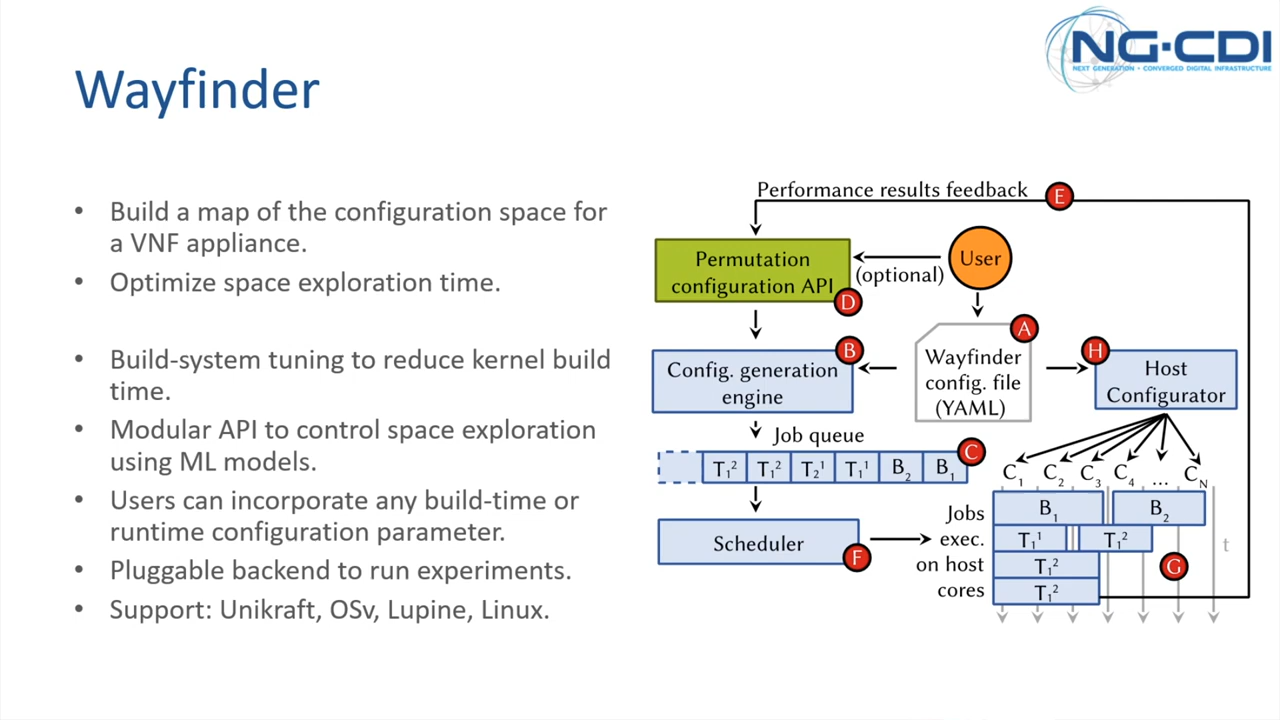 NG·CDI
NEXT GENERATION · CONVERGED DIGITAL INFRASTRUCTURE
Wayfinder
• Build a map of the configuration space for
a VNF appliance.
• Optimize space exploration time.
• Build-system tuning to reduce kernel build
time.
• Modular API to control space exploration
using ML models.
• Users can incorporate any build-time or
runtime configuration parameter.
• Pluggable backend to run experiments.
• Support: Unikraft, OSv, Lupine, Linux.
Performance results feedback
E
Permutation
configuration API
D
(optional)
User
A
Wayfinder
config. file
(YAML)
B
Config. generation
engine
H
Host
Configurator
Job queue
C
T₁² T₁² T₂¹ T₁¹ B₂ B₁
Scheduler
F
C₁ C₂ C₃ C₄ ... C_N
Jobs
exec.
on host
cores
B₁ B₂
T₁¹ T₁²
T₁²
T₁²
G
t